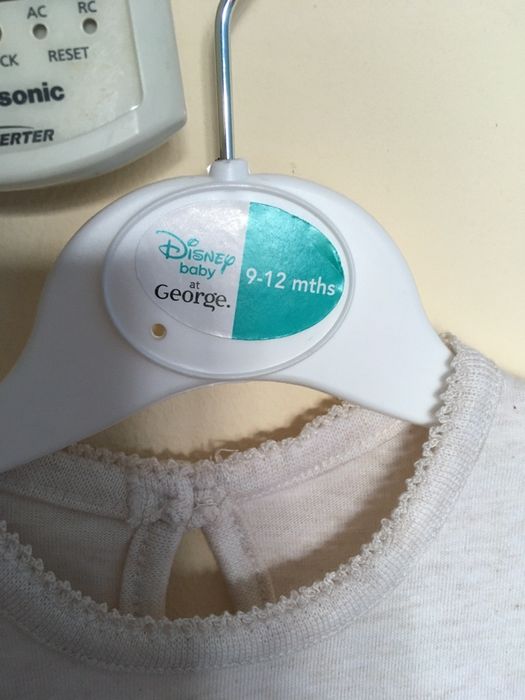 AC RC
CK RESET
sonic
ERTER
Disney
baby
at
George.
9-12 mths